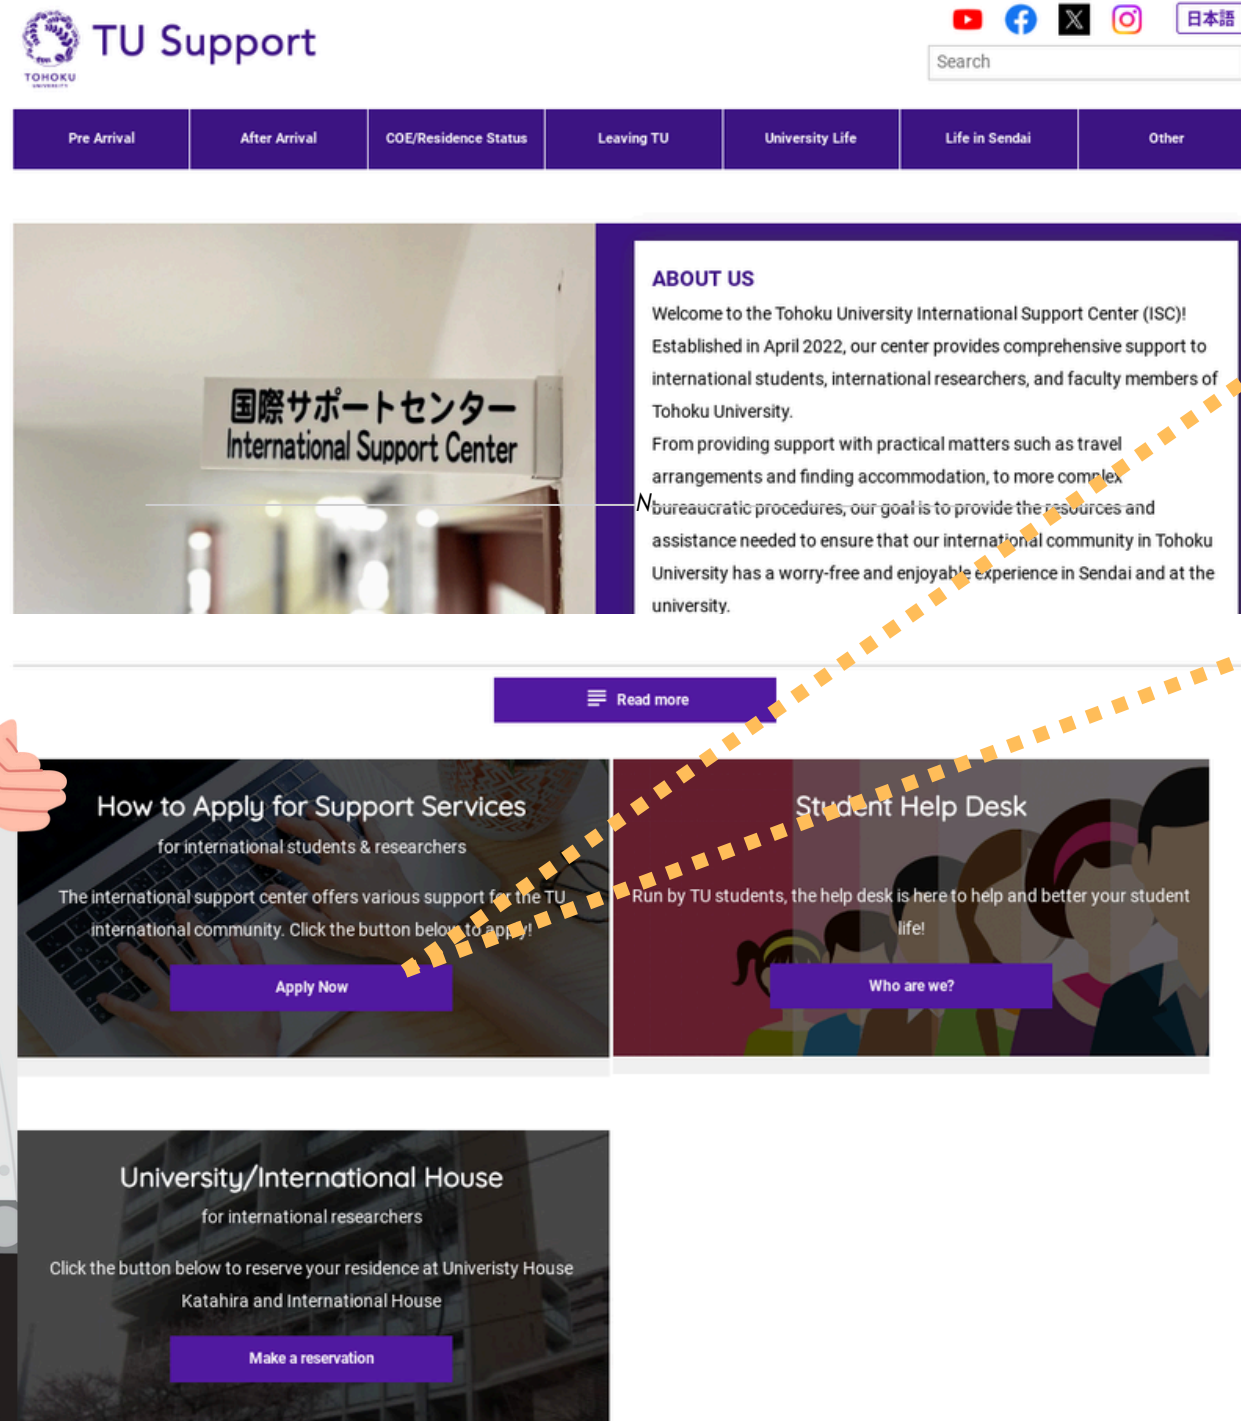 TU Support
TOHOKU
UNIVERSITY
日本語
Search
Pre Arrival
After Arrival
COE/Residence Status
Leaving TU
University Life
Life in Sendai
Other
国際サポートセンター
International Support Center
ABOUT US
Welcome to the Tohoku University International Support Center (ISC)!
Established in April 2022, our center provides comprehensive support to
international students, international researchers, and faculty members of
Tohoku University.
From providing support with practical matters such as travel
arrangements and finding accommodation, to more complex
N
bureaucratic procedures, our goal is to provide the resources and
assistance needed to ensure that our international community in Tohoku
University has a worry-free and enjoyable experience in Sendai and at the
university.
Read more
How to Apply for Support Services
for international students & researchers
The international support center offers various support for the TU
international community. Click the button below to apply!
Apply Now
Student Help Desk
Run by TU students, the help desk is here to help and better your student
life!
Who are we?
University/International House
for international researchers
Click the button below to reserve your residence at Univeristy House
Katahira and International House
Make a reservation